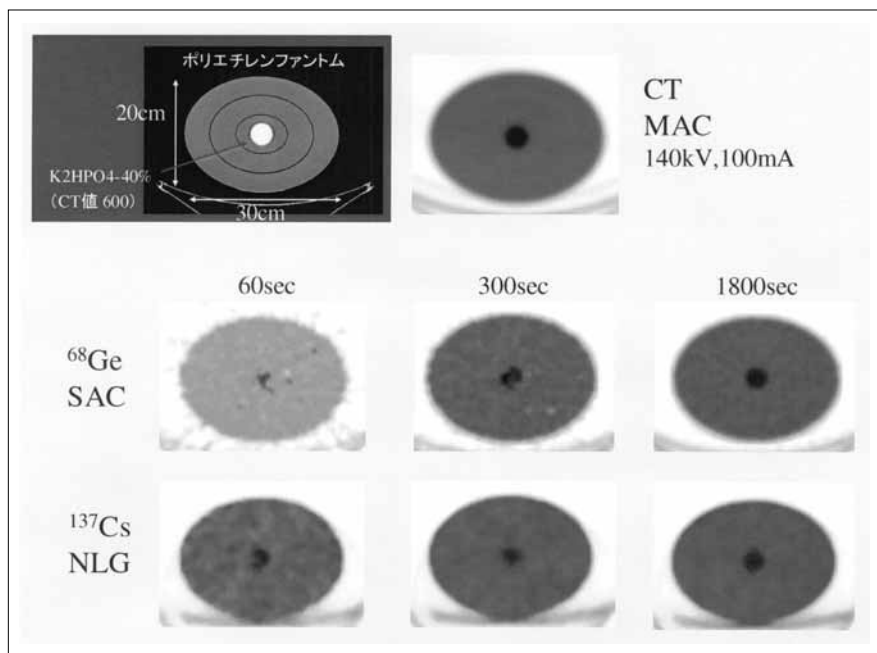 ポリエチレンファントム
20cm
K2HPO4-40%
(CT値 600)
30cm
CT
MAC
140kV,100mA
60sec
300sec
1800sec
⁶⁸Ge
SAC
¹³⁷Cs
NLG